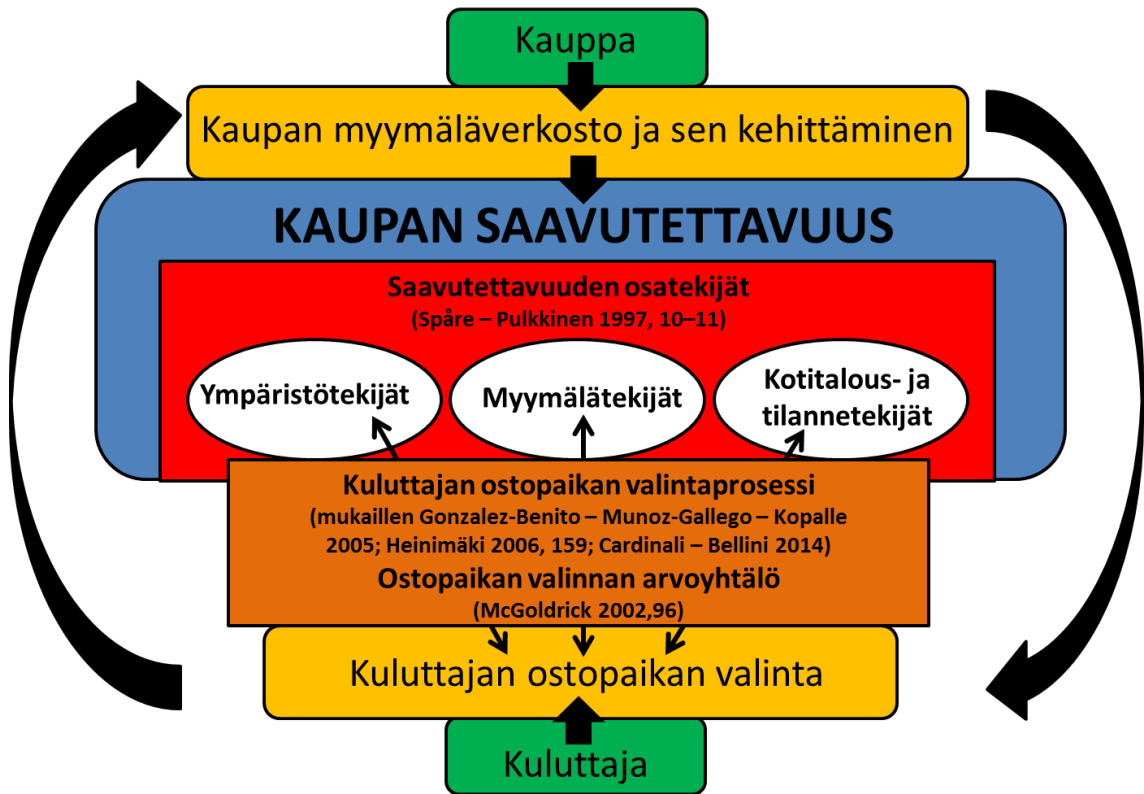 Kauppa
Kaupan myymäläverkosto ja sen kehittäminen
KAUPAN SAAVUTETTAVUUS
Saavutettavuuden osatekijät
(Spåre – Pulkkinen 1997, 10–11)
Ympäristötekijät
Myymälätekijät
Kotitalous- ja
tilannetekijät
Kuluttajan ostopaikan valintaprosessi
(mukaillen Gonzalez-Benito – Munoz-Gallego – Kopalle
2005; Heinimäki 2006, 159; Cardinali – Bellini 2014)
Ostopaikan valinnan arvoyhtälö
(McGoldrick 2002,96)
Kuluttajan ostopaikan valinta
Kuluttaja